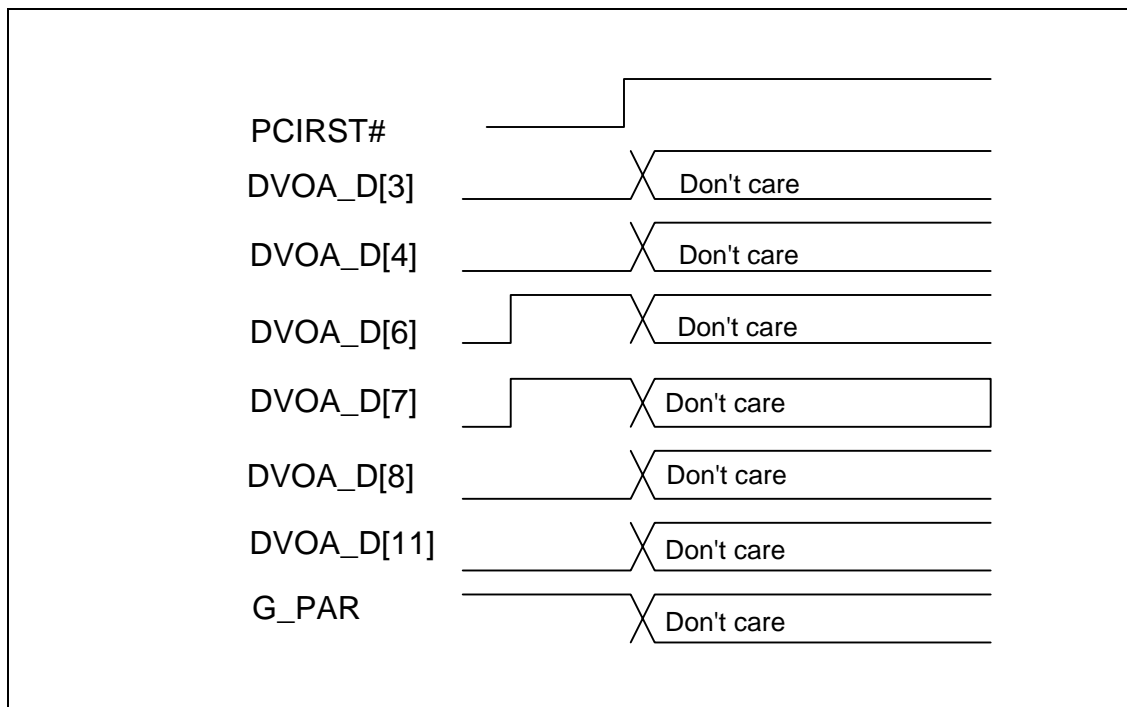 PCIRST#
DVOA_D[3] Don't care
DVOA_D[4] Don't care
DVOA_D[6] Don't care
DVOA_D[7] Don't care
DVOA_D[8] Don't care
DVOA_D[11] Don't care
G_PAR Don't care